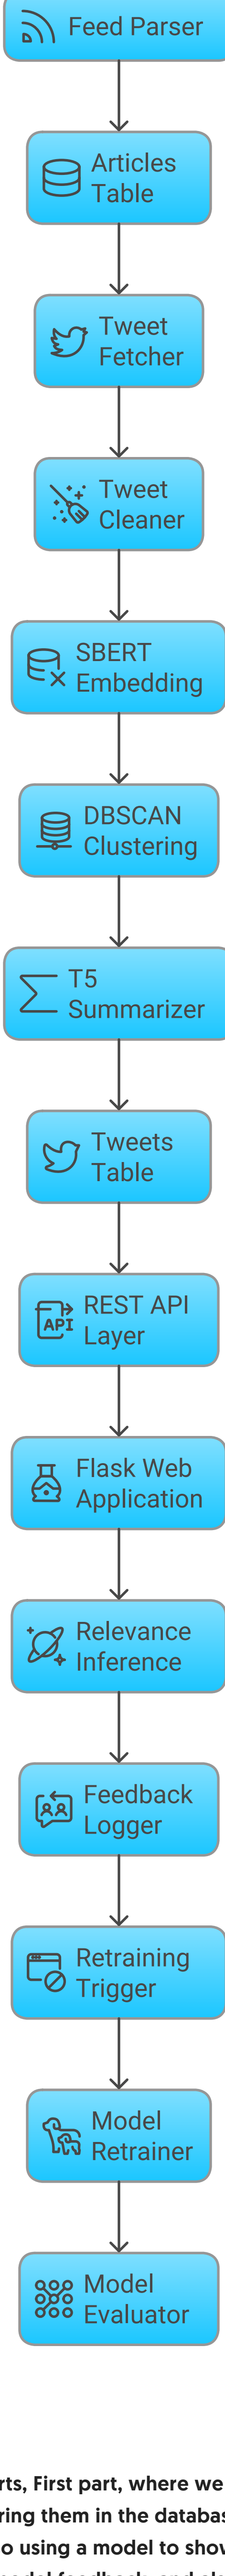 Feed Parser
Articles
Table
Tweet
Fetcher
Tweet
Cleaner
SBERT
Embedding
DBSCAN
Clustering
T5
Summarizer
Tweets
Table
REST API
Layer
API
Flask Web
Application
Relevance
Inference
Feedback
Logger
Retraining
Trigger
Model
Retrainer
Model
Evaluator
rts, First part, where we
ring them in the databas
o using a model to show